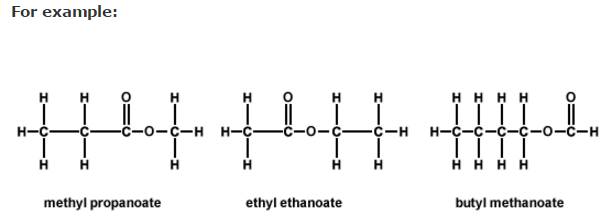 For example:
H H O H H O H H H H H H O
H-C-C-C-O-C-H H-C-C-O-C-C-H H-C-C-C-C-O-C-H
H H H H H H H H H H
methyl propanoate ethyl ethanoate butyl methanoate